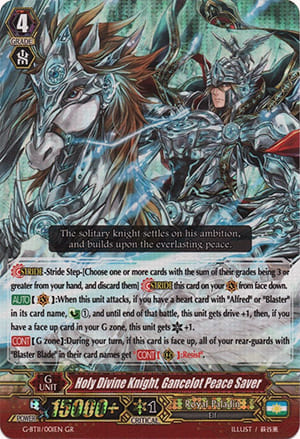 4
GRADE
The solitary knight settles on his ambition,
and builds upon the everlasting peace.
STRIDE-Stride Step-[Choose one or more cards with the sum of their grades being 3 or
greater from your hand, and discard them] STRIDE this card on your from face down.
AUTO [ ]:When this unit attacks, if you have a heart card with "Alfred" or "Blaster"
in its card name, ①, and until end of battle, this unit gets drive +1, then, if you
have a face up card in your G zone, this unit gets +1.
CONT [G zone]:During your turn, if this card is face up, all of your rear-guards with
"Blaster Blade" in their card names get CONT [ ]:Resist".
G
UNIT
Holy Divine Knight, Gancelot Peace Saver
POWER
15000+
+1
CRITICAL
Royal Paladin
Elf
G-BT11/001EN GR
ILLUST /